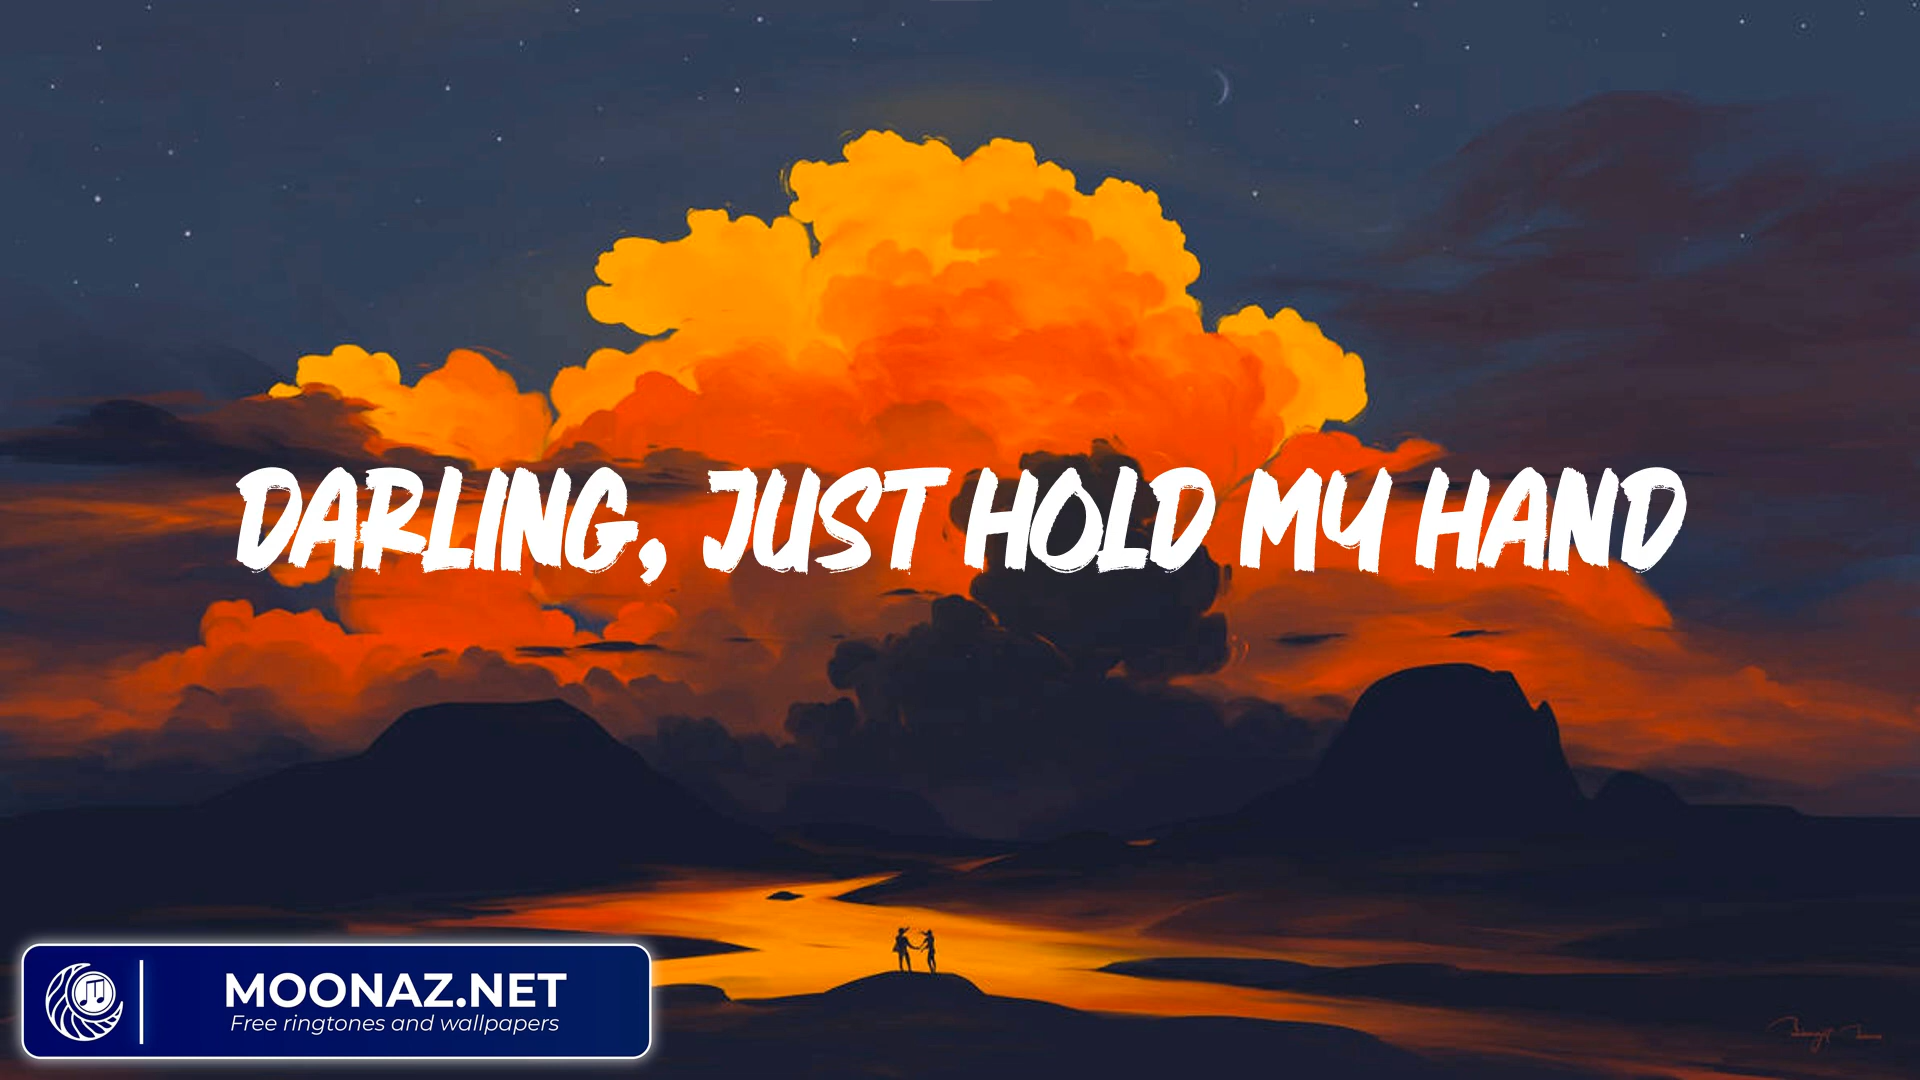 DARLING, JUST HOLD MY HAND
MOONAZ.NET
Free ringtones and wallpapers